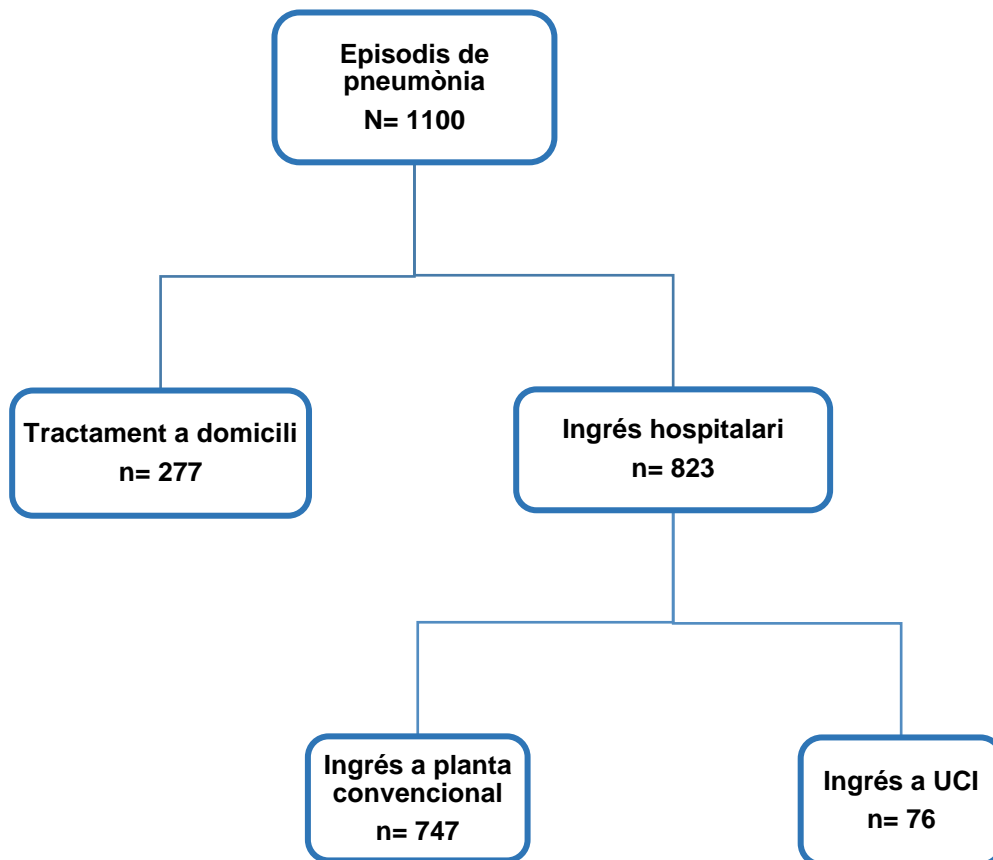 Episodis de
pneumònia
N= 1100
Tractament a domicili
n= 277
Ingrés hospitalari
n= 823
Ingrés a planta
convencional
n= 747
Ingrés a UCI
n= 76